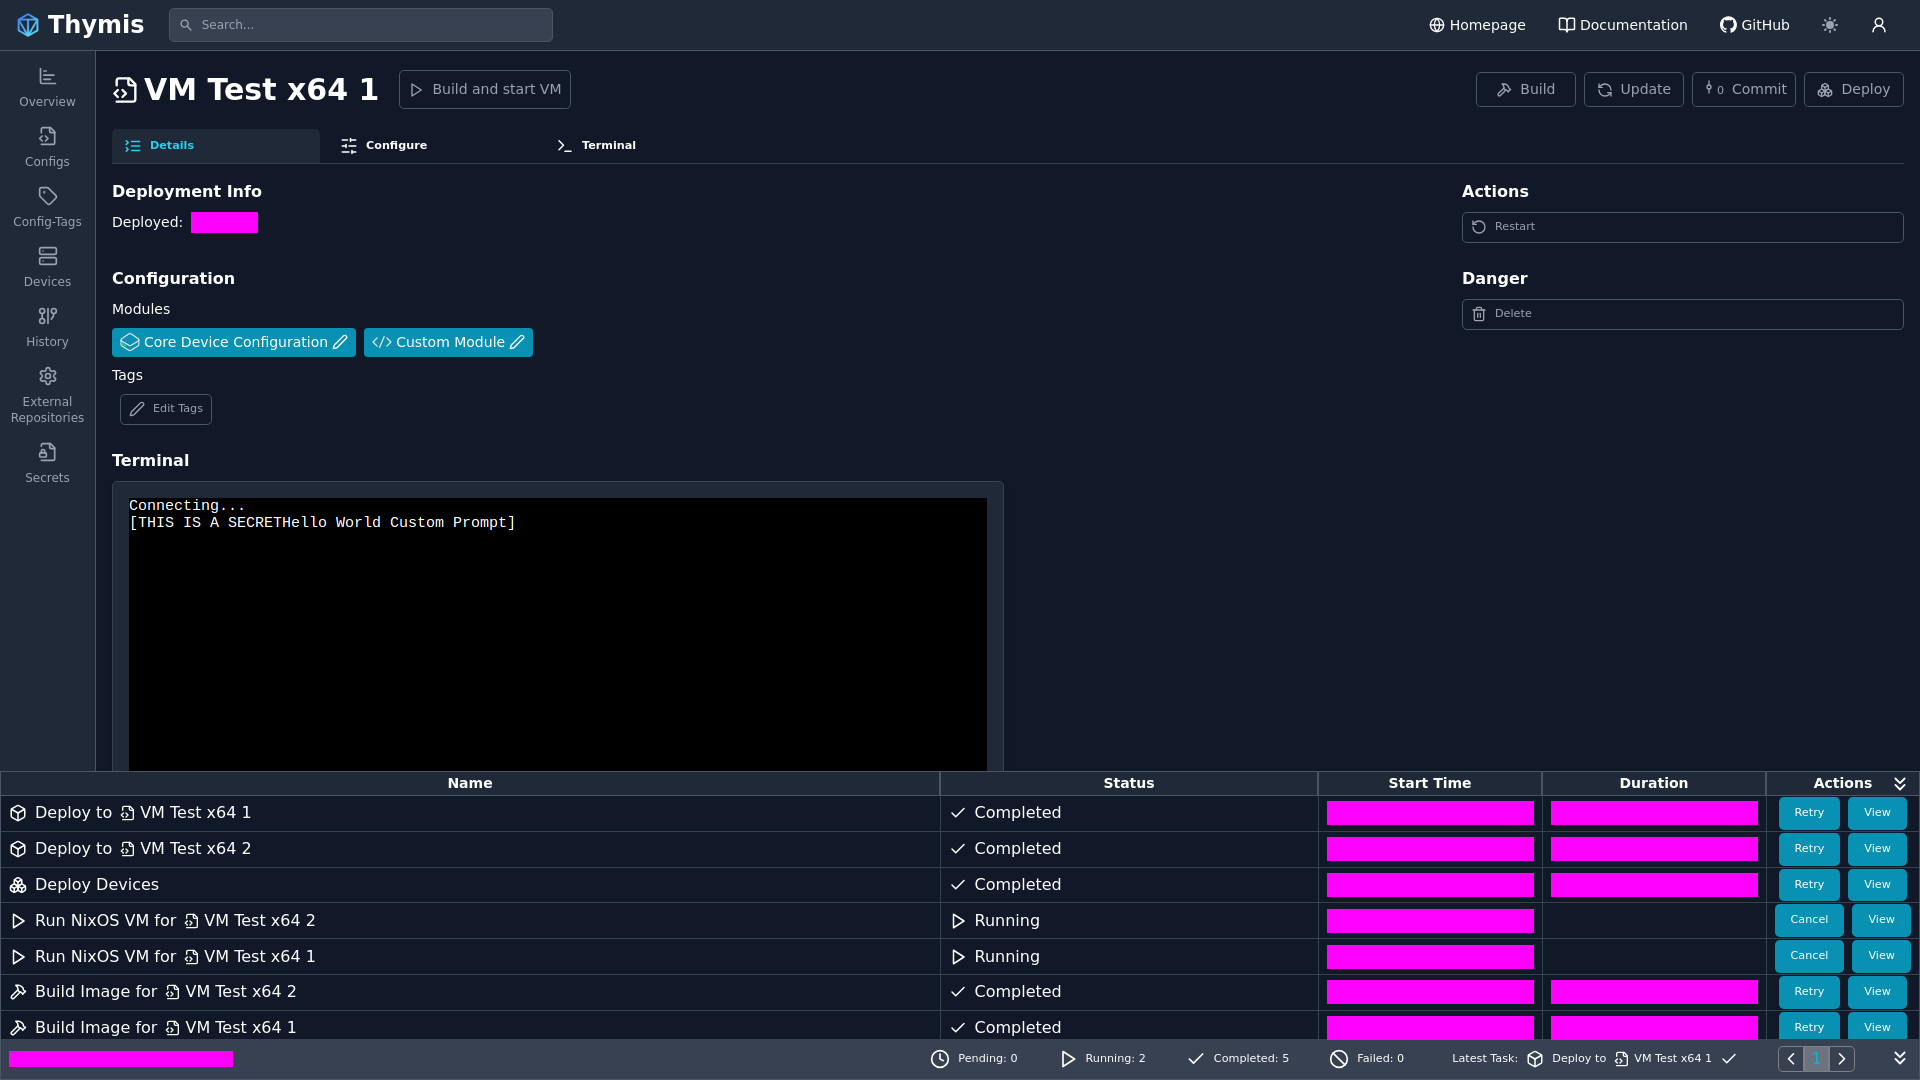 Thymis
Search...
Homepage
Documentation
GitHub
Overview
Configs
Config-Tags
Devices
History
External
Repositories
Secrets
VM Test x64 1
Build and start VM
Build
Update
0 Commit
Deploy
Details
Configure
Terminal
Deployment Info
Deployed:
Configuration
Modules
Core Device Configuration
Custom Module
Tags
Edit Tags
Actions
Restart
Danger
Delete
Terminal
Connecting...
[THIS IS A SECRETHello World Custom Prompt]
Name Status Start Time Duration Actions
Deploy to VM Test x64 1 Completed Retry View
Deploy to VM Test x64 2 Completed Retry View
Deploy Devices Completed Retry View
Run NixOS VM for VM Test x64 2 Running Cancel View
Run NixOS VM for VM Test x64 1 Running Cancel View
Build Image for VM Test x64 2 Completed Retry View
Build Image for VM Test x64 1 Completed Retry View
Pending: 0 Running: 2 Completed: 5 Failed: 0 Latest Task: Deploy to VM Test x64 1 1